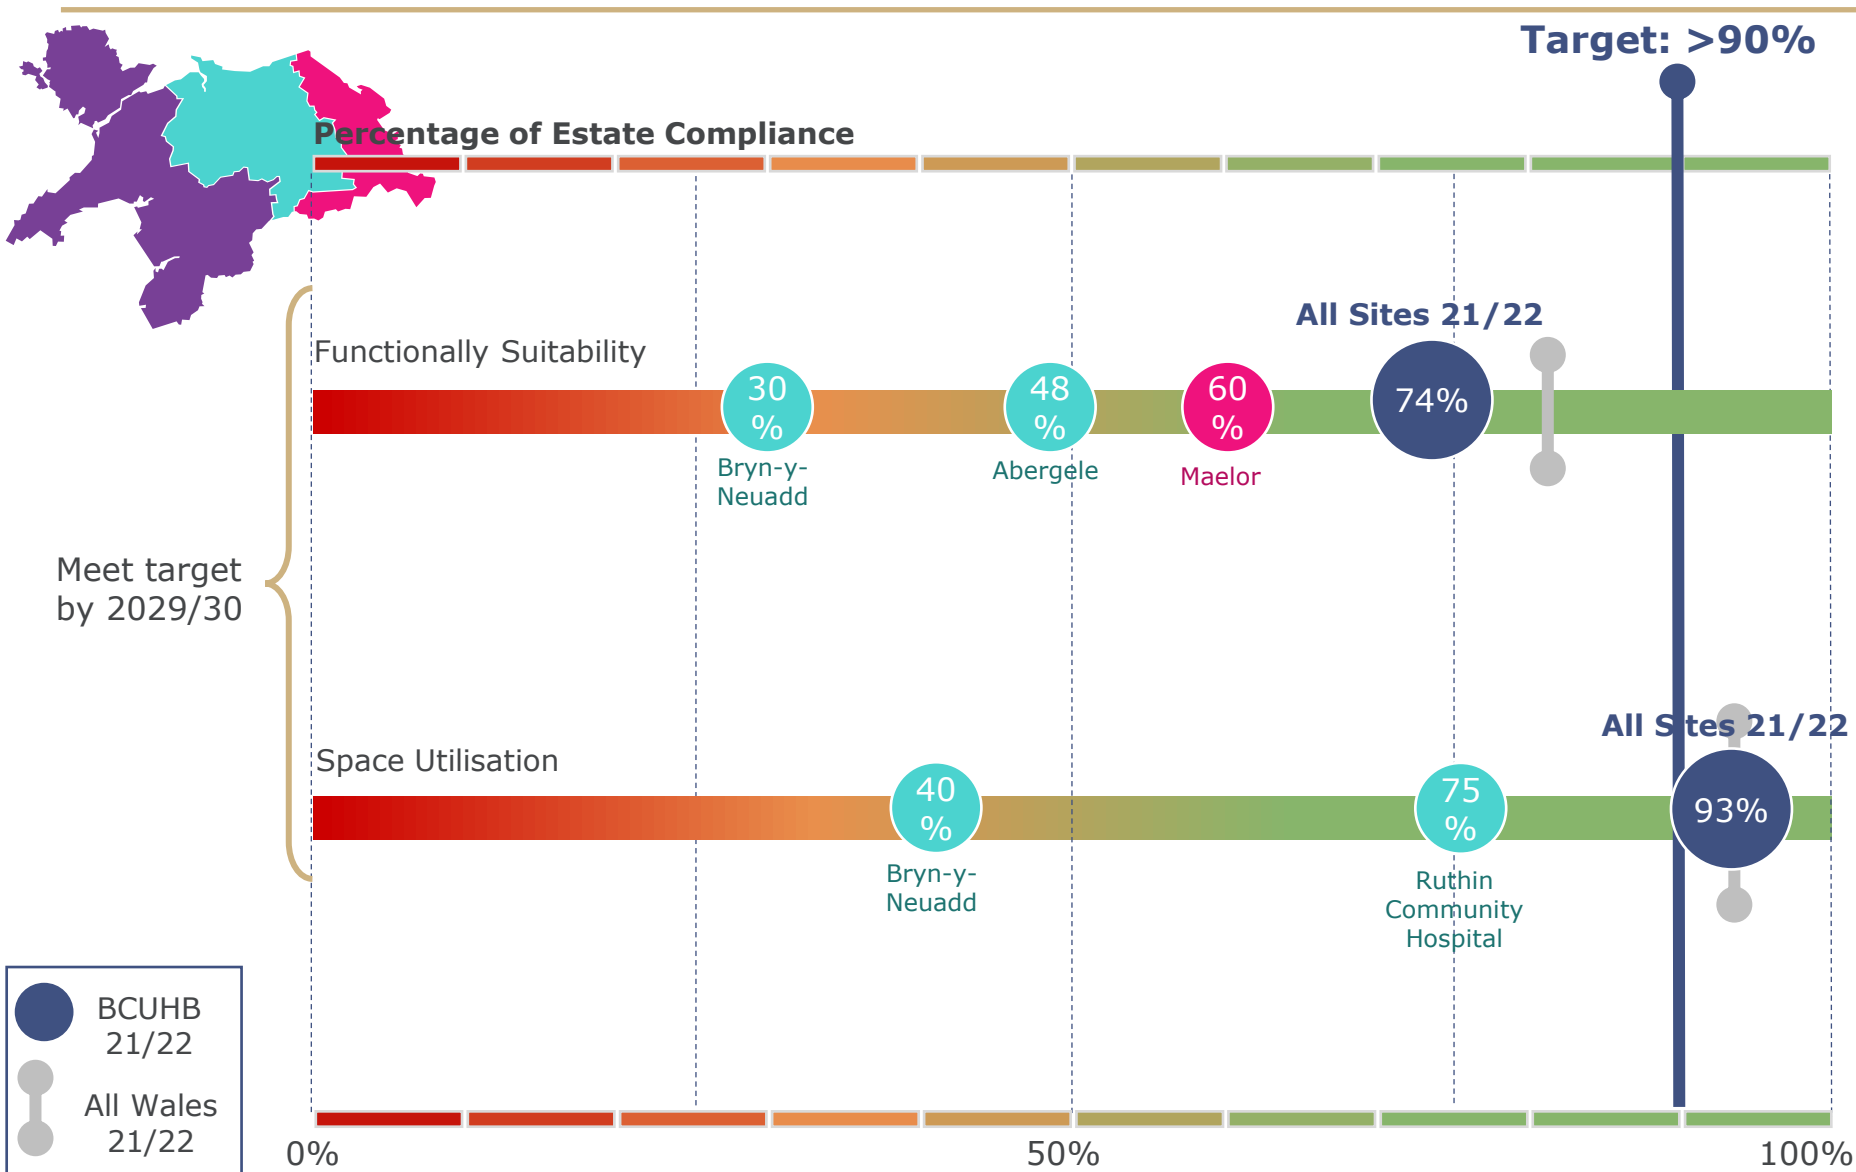 Target: >90%
Percentage of Estate Compliance
All Sites 21/22
Functionally Suitability
30
%
48
%
60
%
74%
Bryn-y-
Neuadd
Abergele
Maelor
Meet target
by 2029/30
All Sites 21/22
Space Utilisation
40
%
75
%
93%
Bryn-y-
Neuadd
Ruthin
Community
Hospital
BCUHB
21/22
All Wales
21/22
0%
50%
100%